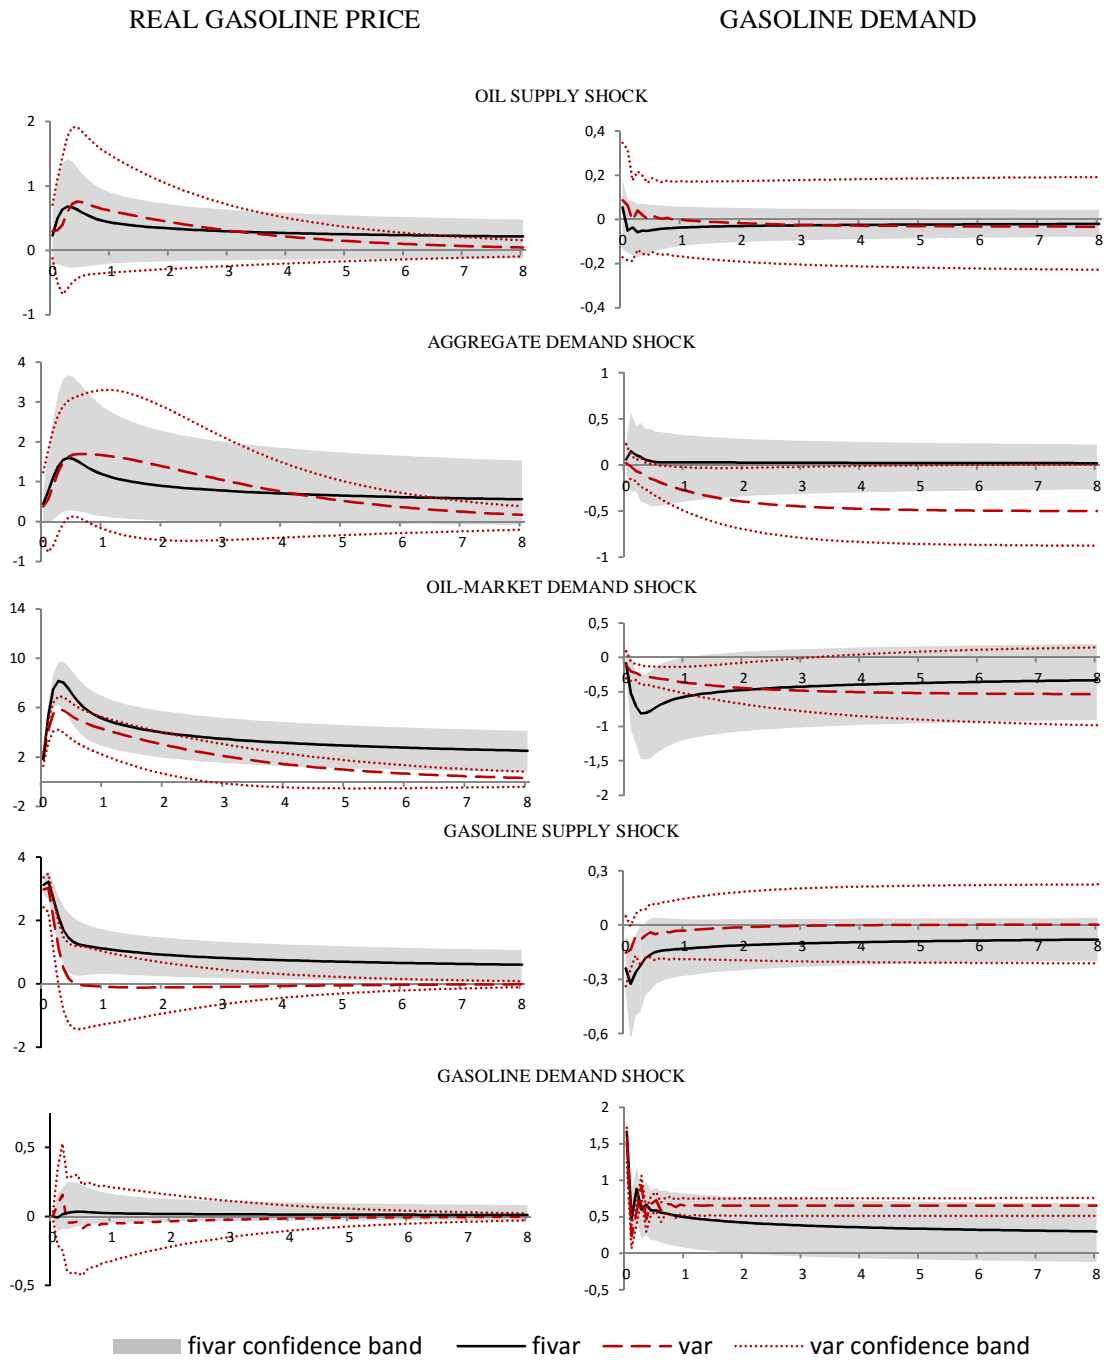 REAL GASOLINE PRICE GASOLINE DEMAND
OIL SUPPLY SHOCK
2
1
0
-1
0 1 2 3 4 5 6 7 8
0,4
0,2
0
-0,2
-0,4
0 1 2 3 4 5 6 7 8
AGGREGATE DEMAND SHOCK
4
3
2
1
0
-1
0 1 2 3 4 5 6 7 8
1
0,5
0
-0,5
-1
0 1 2 3 4 5 6 7 8
OIL-MARKET DEMAND SHOCK
14
10
6
2
-2
0 1 2 3 4 5 6 7 8
0,5
0
-0,5
-1
-1,5
-2
0 1 2 3 4 5 6 7 8
GASOLINE SUPPLY SHOCK
4
2
0
-2
0 1 2 3 4 5 6 7 8
0,3
0
-0,3
-0,6
0 1 2 3 4 5 6 7 8
GASOLINE DEMAND SHOCK
0,5
0
-0,5
0 1 2 3 4 5 6 7 8
2
1,5
1
0,5
0
-0,5
0 1 2 3 4 5 6 7 8
fivar confidence band fivar var var confidence band